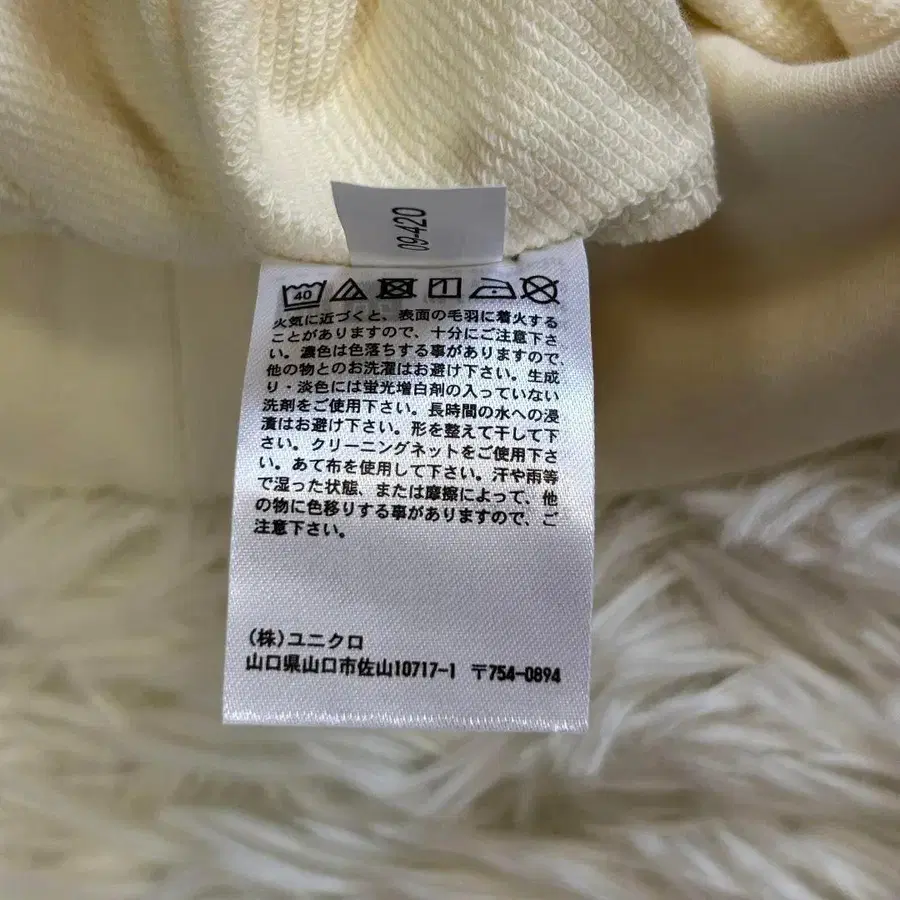 09-420
40
火気に近づくと、表面の毛羽に着火する
ことがありますので、十分にご注意下さ
い。濃色は色落ちする事がありますので、
他の物とのお洗濯はお避け下さい。生成
り・淡色には蛍光増白剤の入っていない
洗剤をご使用下さい。長時間の水への浸
漬はお避け下さい。形を整えて干して下
さい。クリーニングネットをご使用下さ
い。あて布を使用して下さい。汗や雨等
で湿った状態、または摩擦によって、他
の物に色移りする事がありますので、ご
注意下さい。
(株)ユニクロ
山口県山口市佐山10717-1 〒754-0894